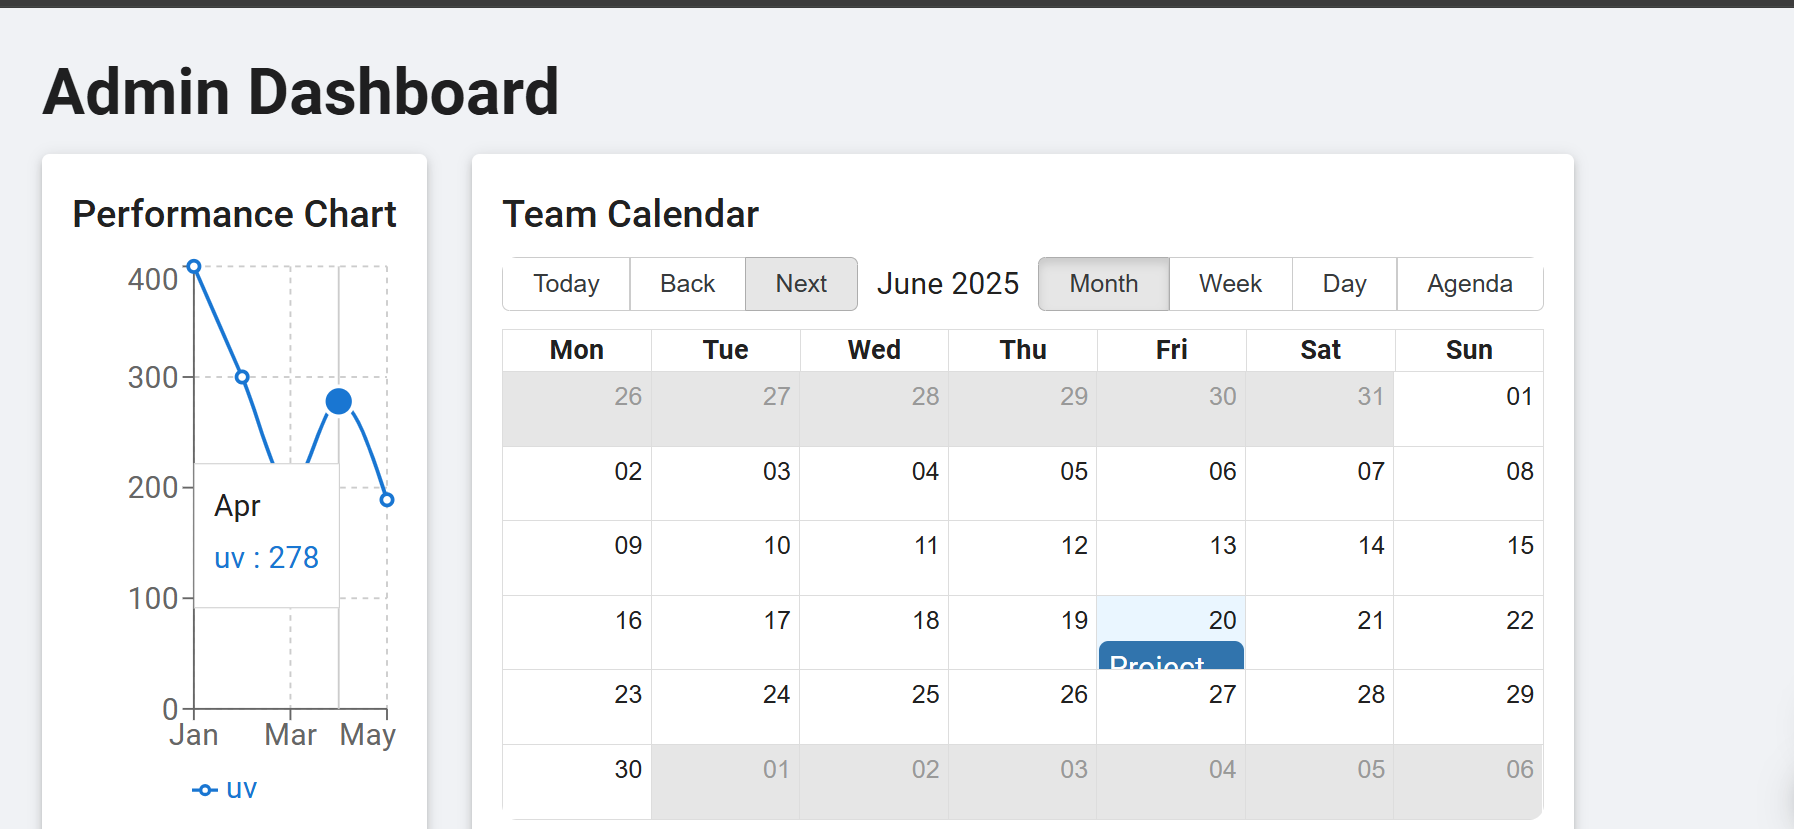 Admin Dashboard
Performance Chart
400
300
200
100
0
Jan Mar May
Apr
uv : 278
uv
Team Calendar
Today Back Next June 2025 Month Week Day Agenda
Mon Tue Wed Thu Fri Sat Sun
26 27 28 29 30 31 01
02 03 04 05 06 07 08
09 10 11 12 13 14 15
16 17 18 19 20 21 22
Project
23 24 25 26 27 28 29
30 01 02 03 04 05 06